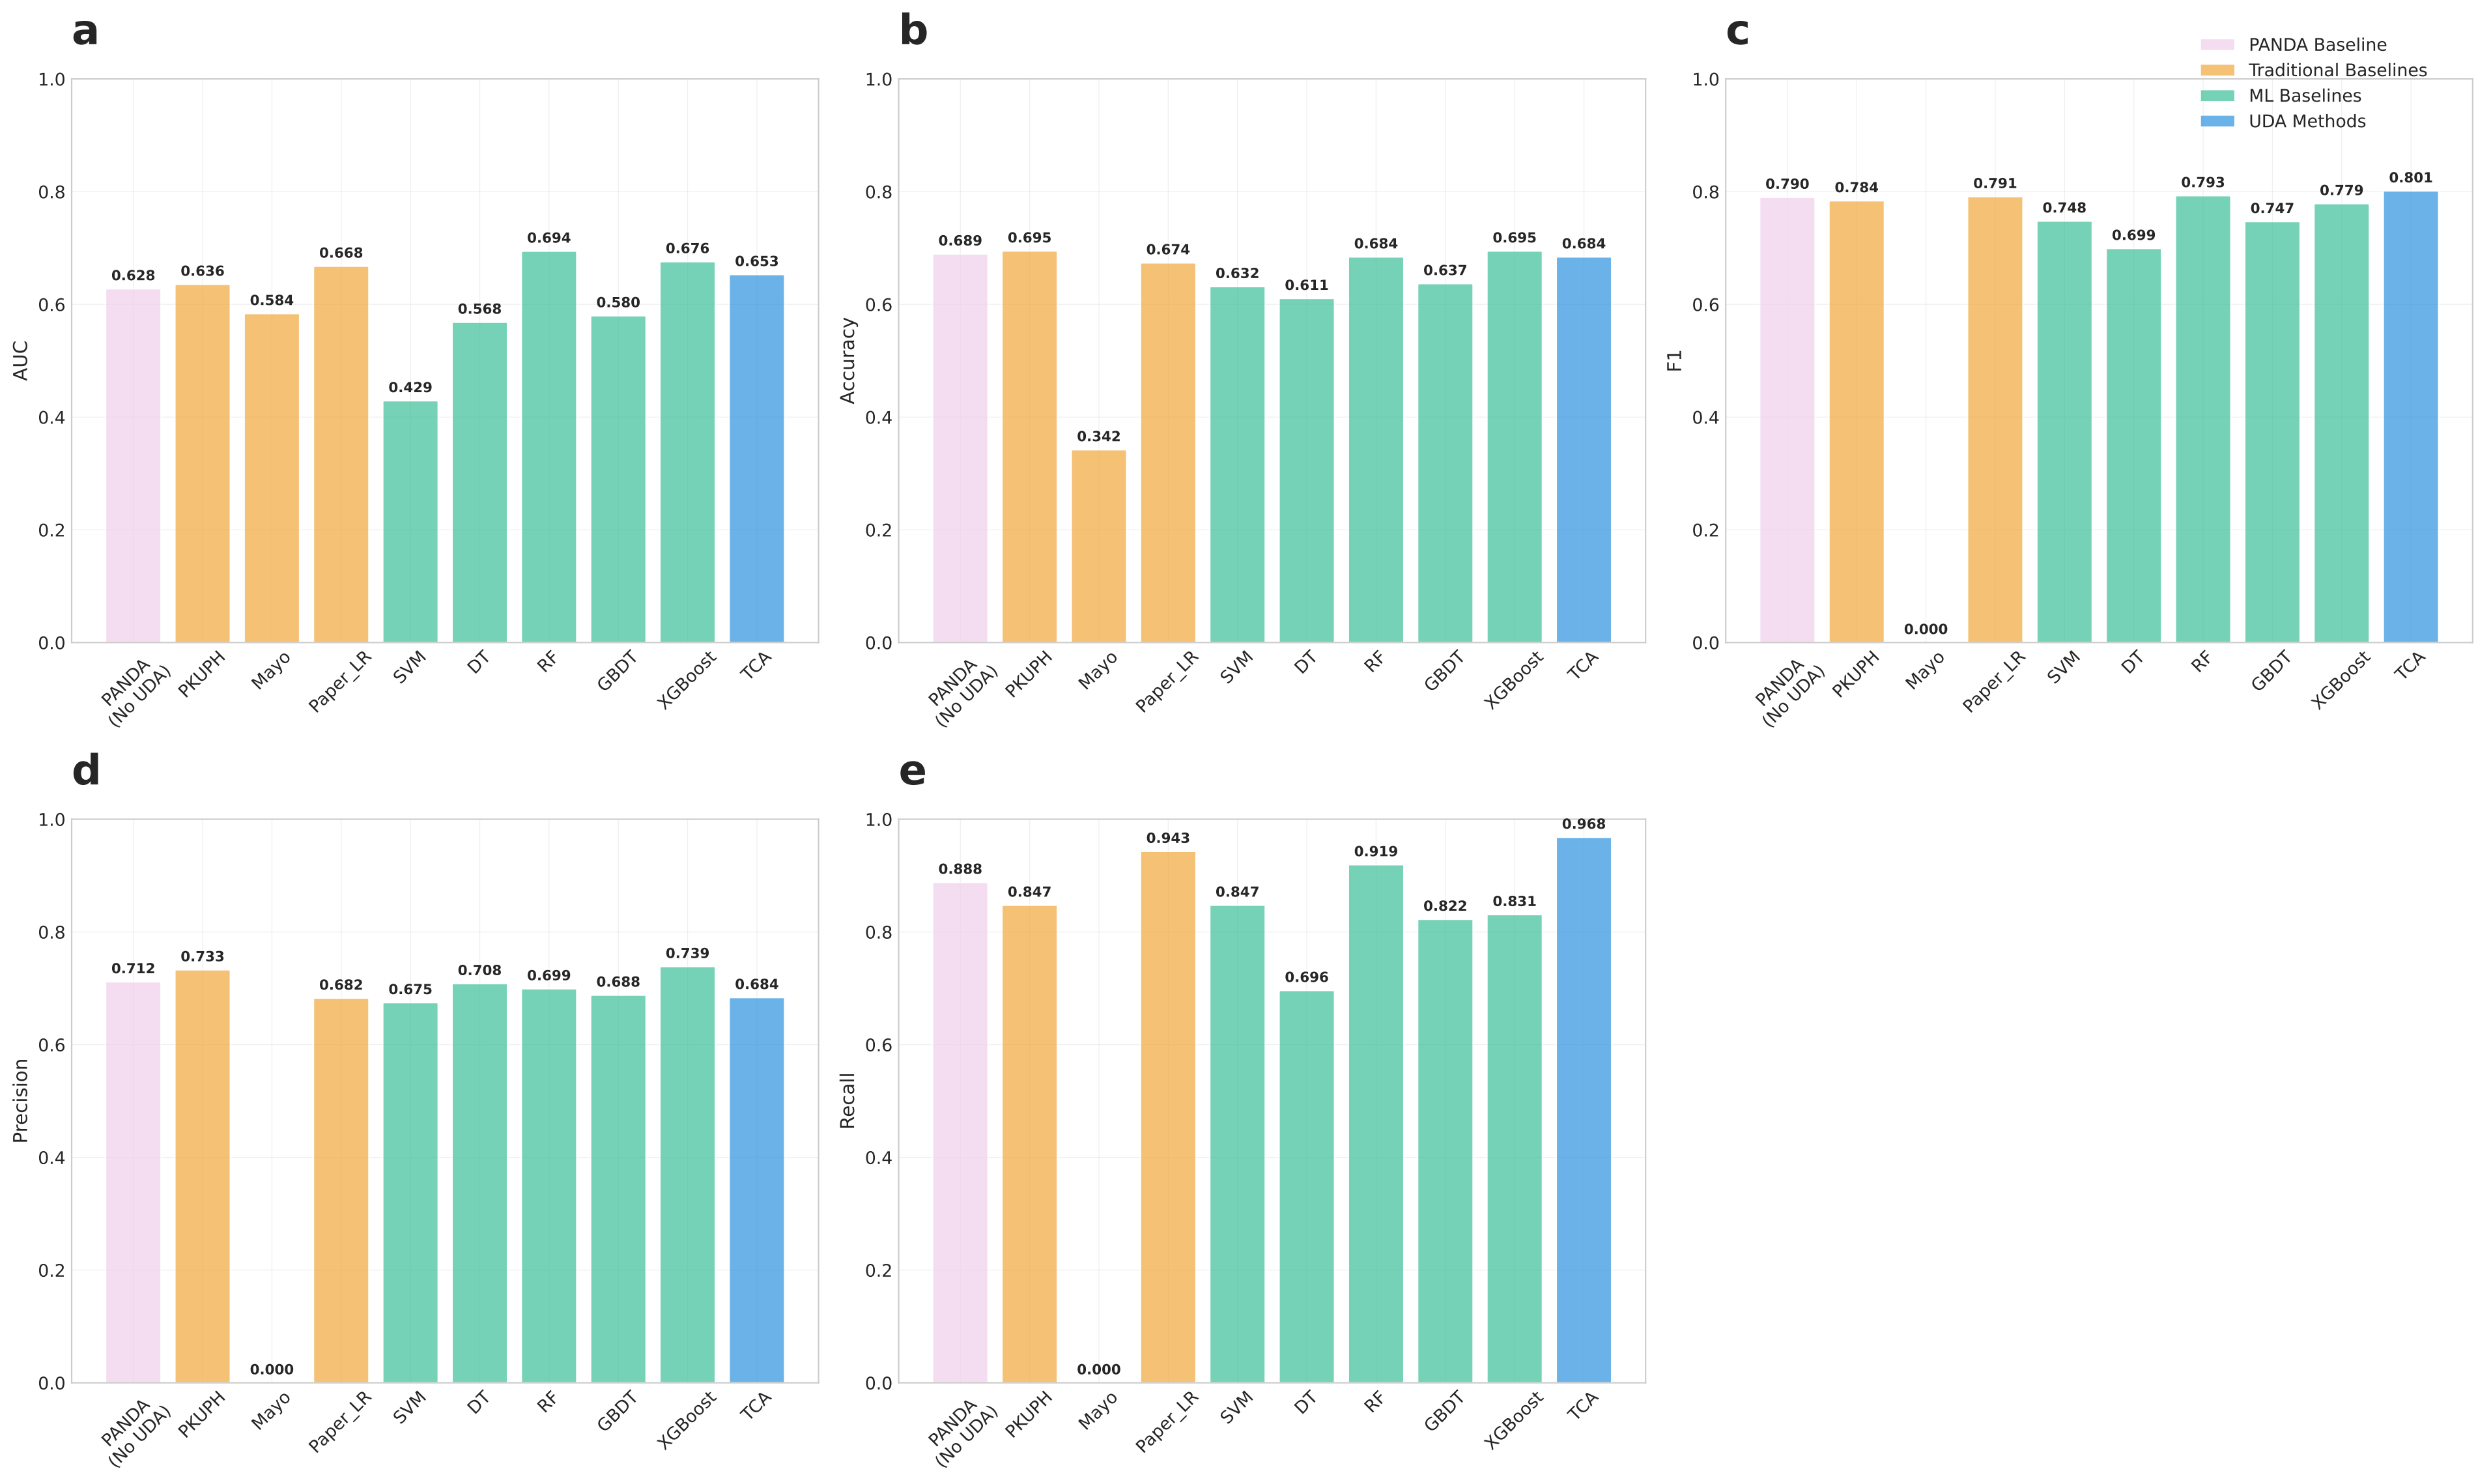 a
1.0
0.8
0.6
0.4
0.2
0.0
AUC
0.628
0.636
0.584
0.668
0.429
0.568
0.694
0.580
0.676
0.653
PANDA
(No UDA)
PKUPH
Mayo
Paper_LR
SVM
DT
RF
GBDT
XGBoost
TCA
b
1.0
0.8
0.6
0.4
0.2
0.0
Accuracy
0.689
0.695
0.342
0.674
0.632
0.611
0.684
0.637
0.695
0.684
PANDA
(No UDA)
PKUPH
Mayo
Paper_LR
SVM
DT
RF
GBDT
XGBoost
TCA
c
PANDA Baseline
Traditional Baselines
ML Baselines
UDA Methods
1.0
0.8
0.6
0.4
0.2
0.0
F1
0.790
0.784
0.000
0.791
0.748
0.699
0.793
0.747
0.779
0.801
PANDA
(No UDA)
PKUPH
Mayo
Paper_LR
SVM
DT
RF
GBDT
XGBoost
TCA
d
1.0
0.8
0.6
0.4
0.2
0.0
Precision
0.712
0.733
0.000
0.682
0.675
0.708
0.699
0.688
0.739
0.684
PANDA
(No UDA)
PKUPH
Mayo
Paper_LR
SVM
DT
RF
GBDT
XGBoost
TCA
e
1.0
0.8
0.6
0.4
0.2
0.0
Recall
0.888
0.847
0.000
0.943
0.847
0.696
0.919
0.822
0.831
0.968
PANDA
(No UDA)
PKUPH
Mayo
Paper_LR
SVM
DT
RF
GBDT
XGBoost
TCA